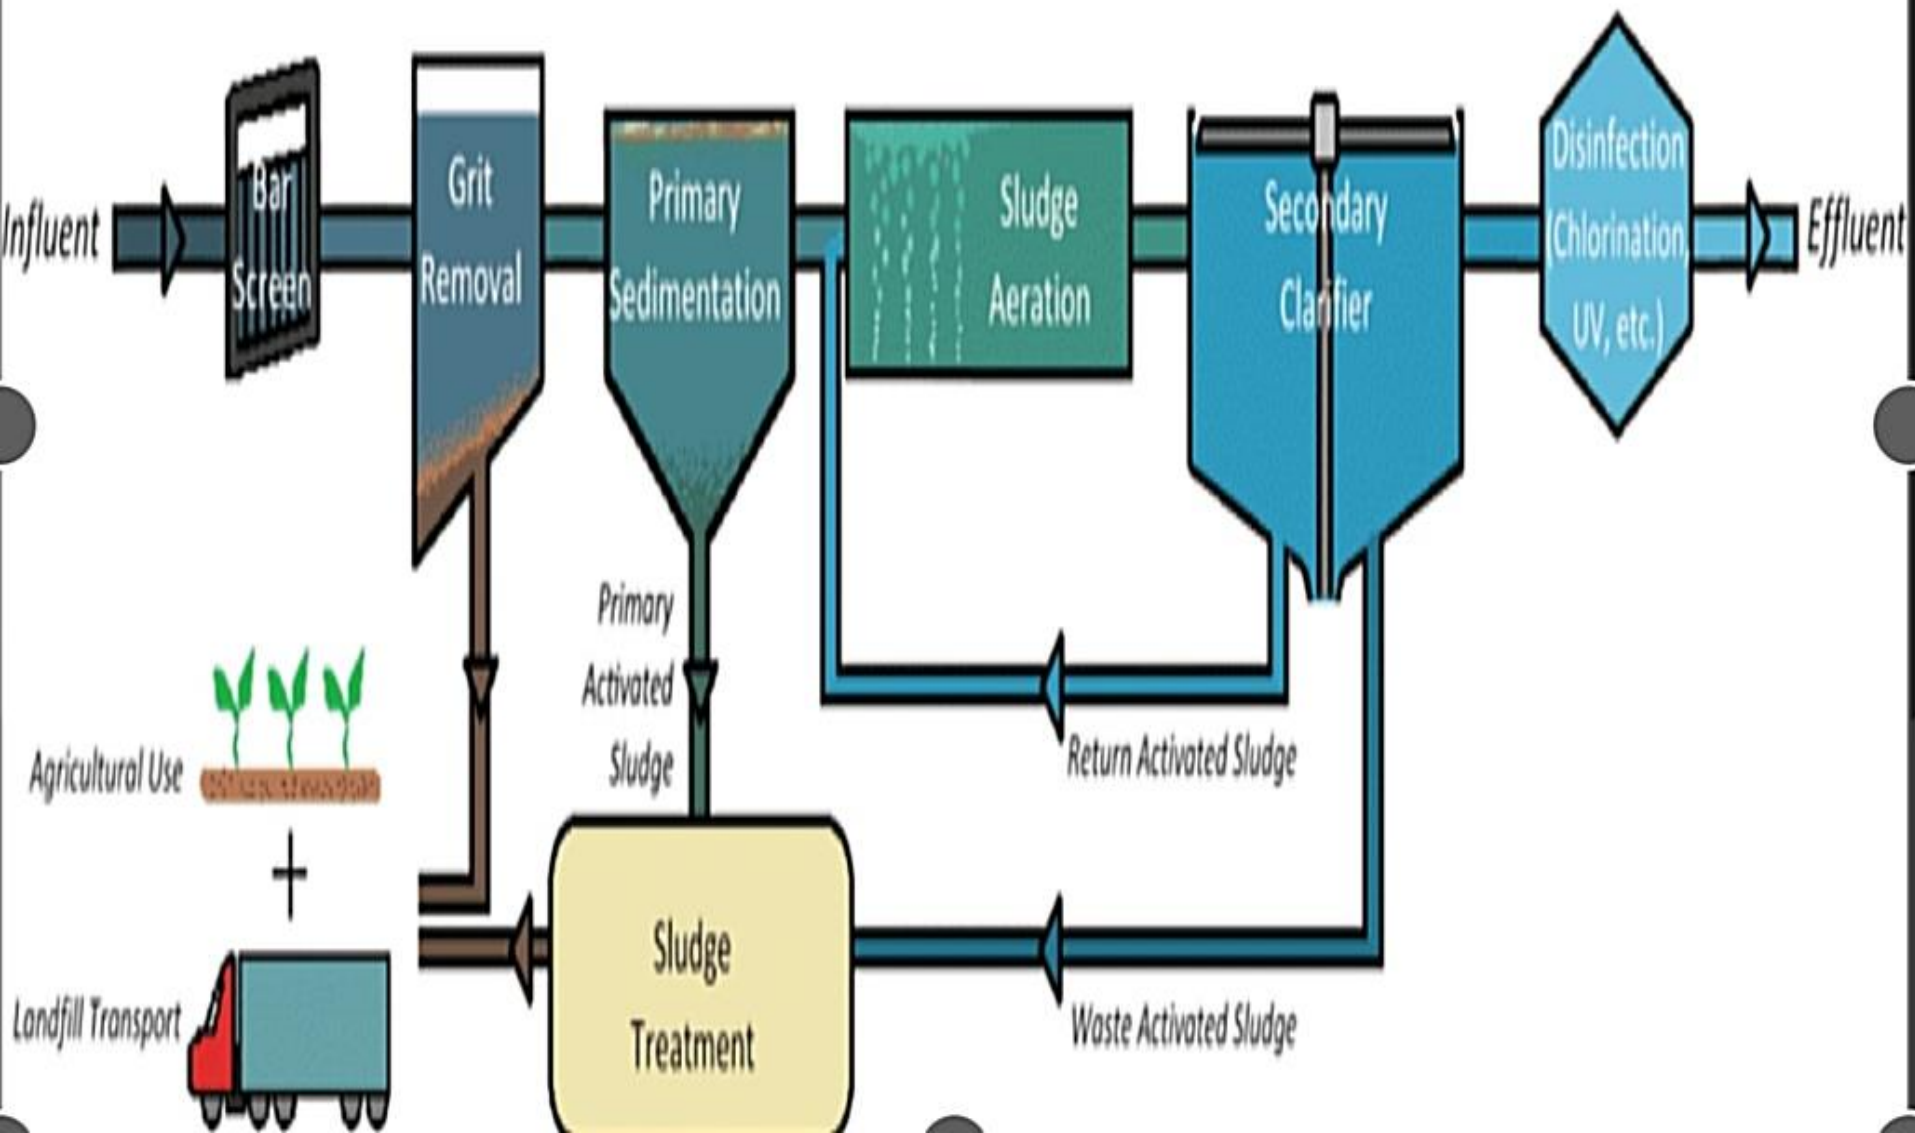 Influent
Bar
Screen
Grit
Removal
Primary
Sedimentation
Sludge
Aeration
Secondary
Clarifier
Disinfection
(Chlorination,
UV, etc.)
Effluent
Primary
Activated
Sludge
Return Activated Sludge
Agricultural Use
+
Landfill Transport
Sludge
Treatment
Waste Activated Sludge